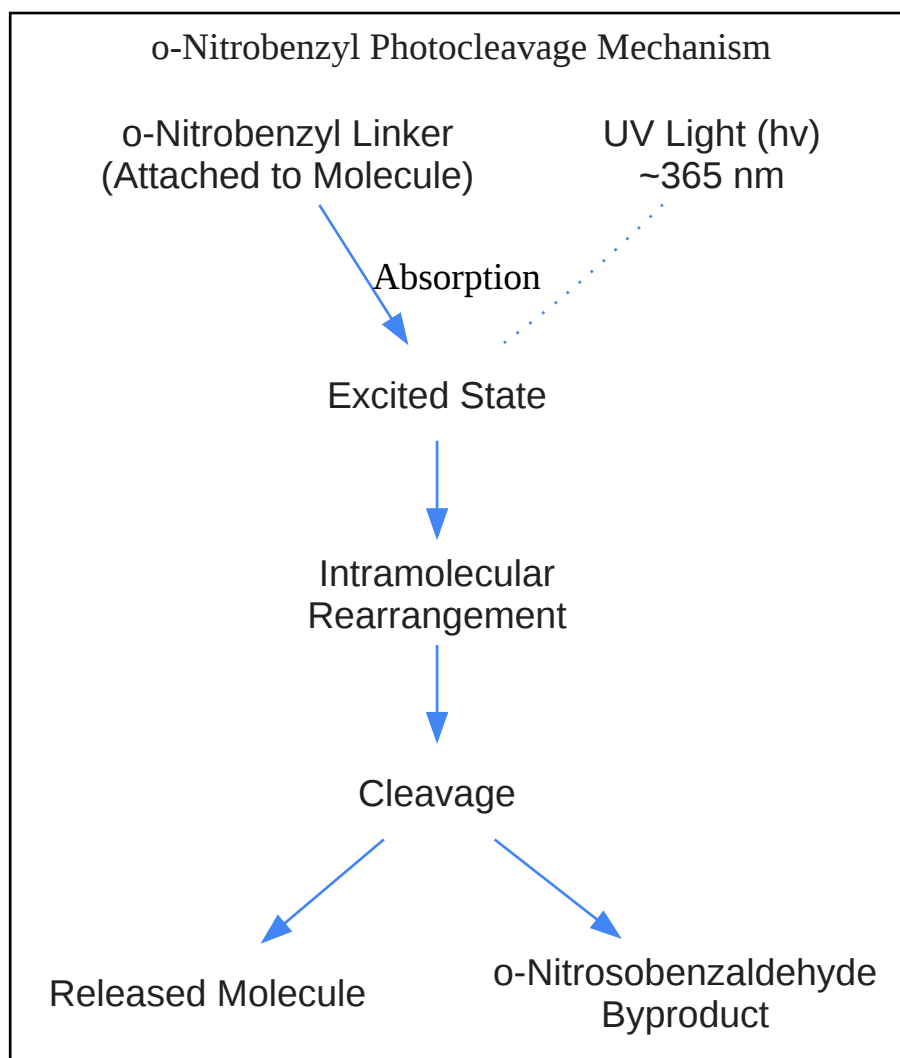 o-Nitrobenzyl Photocleavage Mechanism
o-Nitrobenzyl Linker
(Attached to Molecule)
UV Light (hv)
~365 nm
Absorption
Excited State
Intramolecular
Rearrangement
Cleavage
Released Molecule
o-Nitrosobenzaldehyde
Byproduct